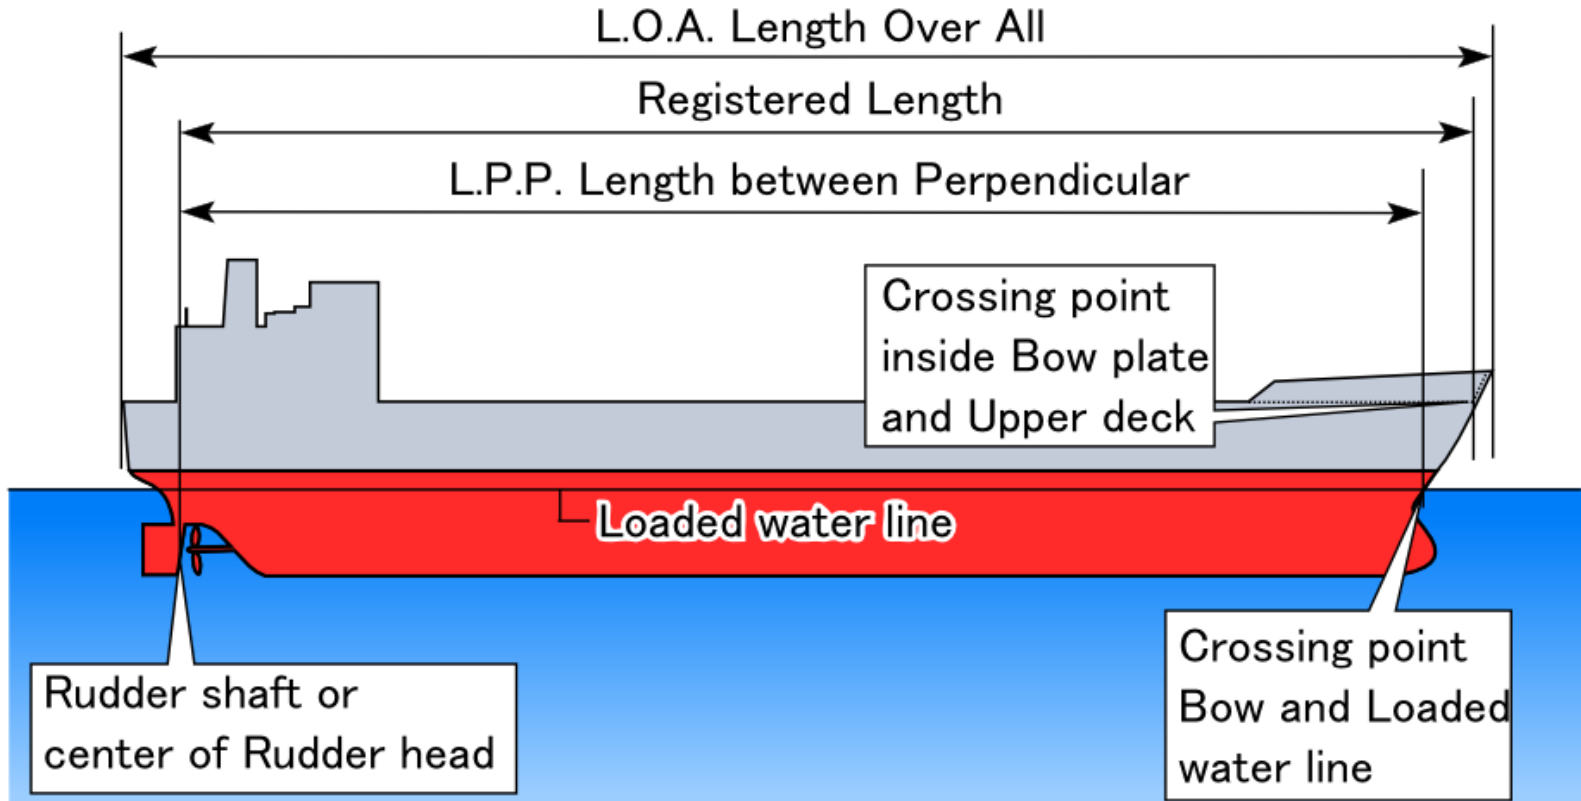 L.O.A. Length Over All
Registered Length
L.P.P. Length between Perpendicular
Crossing point
inside Bow plate
and Upper deck
Loaded water line
Rudder shaft or
center of Rudder head
Crossing point
Bow and Loaded
water line